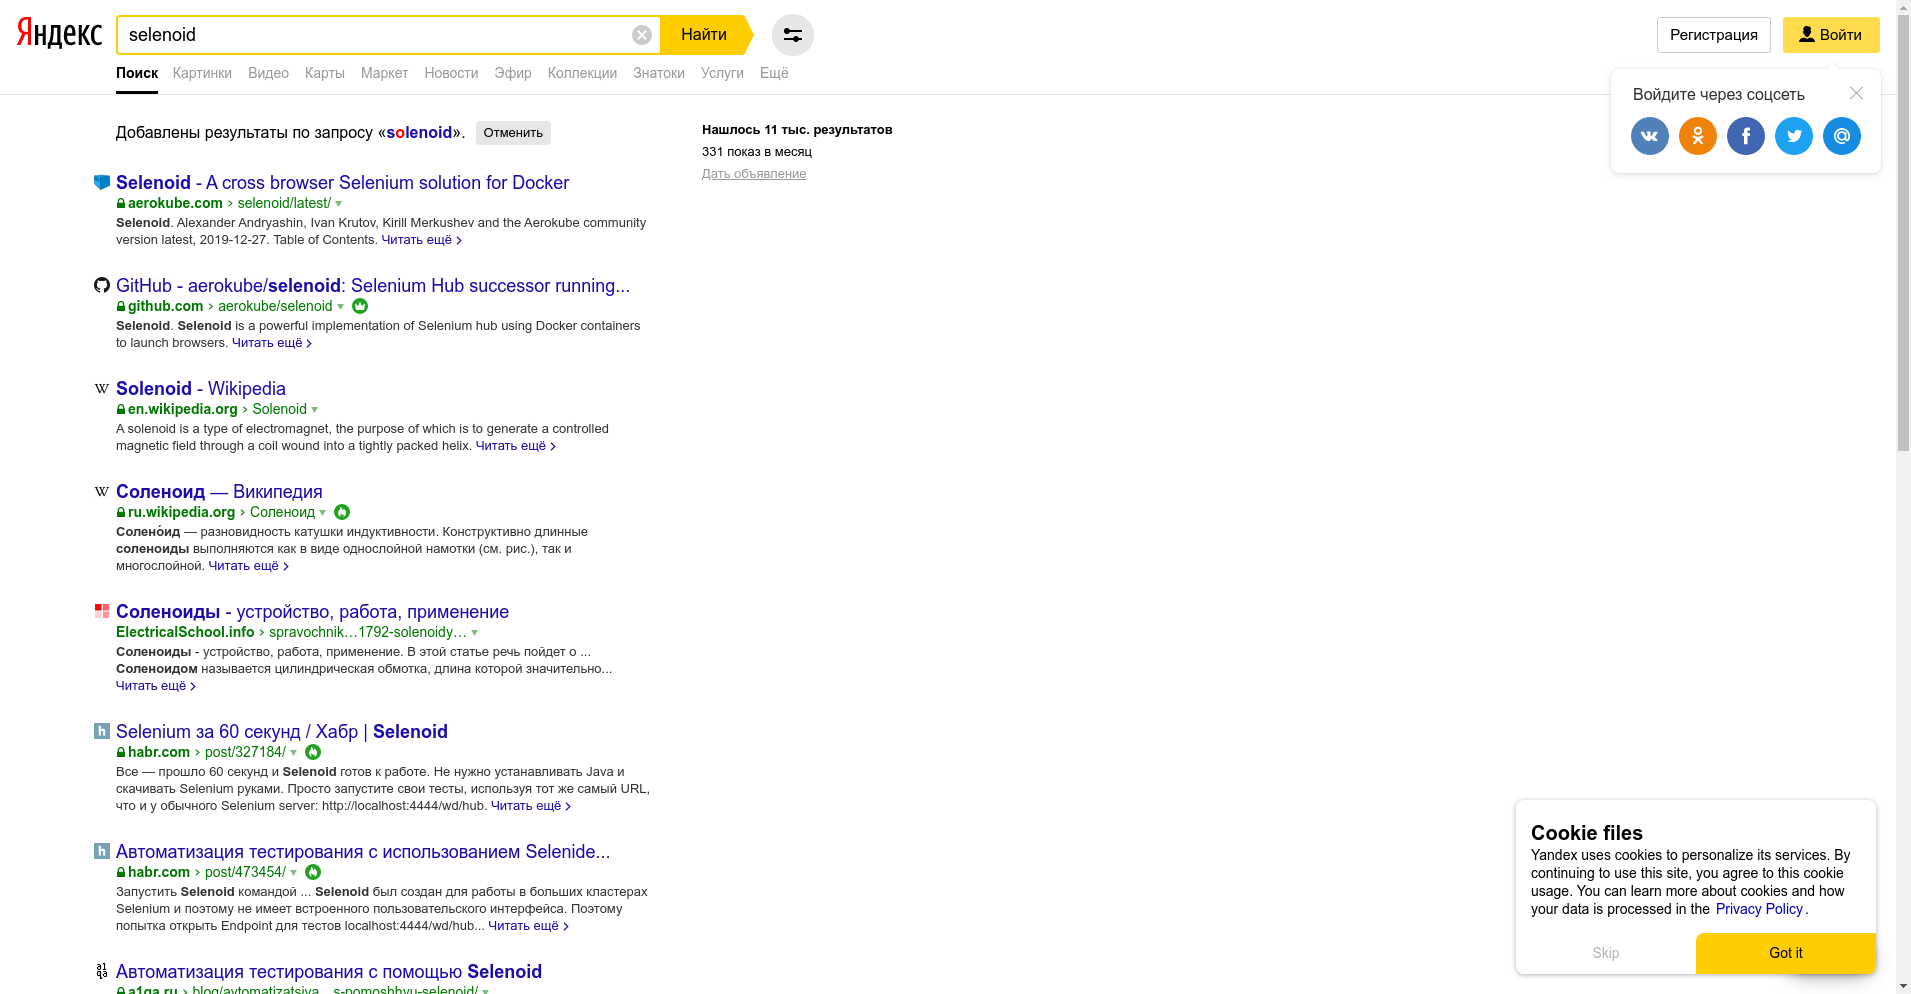 Яндекс
selenoid
Найти
Регистрация
Войти
Поиск Картинки Видео Карты Маркет Новости Эфир Коллекции Знатоки Услуги Ещё
Войдите через соцсеть
Добавлены результаты по запросу «solenoid». Отменить
Нашлось 11 тыс. результатов
331 показ в месяц
Дать объявление
Selenoid - A cross browser Selenium solution for Docker
aerokube.com › selenoid/latest/
Selenoid. Alexander Andryashin, Ivan Krutov, Kirill Merkushev and the Aerokube community
version latest, 2019-12-27. Table of Contents. Читать ещё ›
GitHub - aerokube/selenoid: Selenium Hub successor running...
github.com › aerokube/selenoid
Selenoid. Selenoid is a powerful implementation of Selenium hub using Docker containers
to launch browsers. Читать ещё ›
W
Solenoid - Wikipedia
en.wikipedia.org › Solenoid
A solenoid is a type of electromagnet, the purpose of which is to generate a controlled
magnetic field through a coil wound into a tightly packed helix. Читать ещё ›
W
Соленоид — Википедия
ru.wikipedia.org › Соленоид
Солено́ид — разновидность катушки индуктивности. Конструктивно длинные
соленоиды выполняются как в виде однослойной намотки (см. рис.), так и
многослойной. Читать ещё ›
Соленоиды - устройство, работа, применение
ElectricalSchool.info › spravochnik…1792-solenoidy…
Соленоиды - устройство, работа, применение. В этой статье речь пойдет о ...
Соленоидом называется цилиндрическая обмотка, длина которой значительно...
Читать ещё ›
h
Selenium за 60 секунд / Хабр | Selenoid
habr.com › post/327184/
Все — прошло 60 секунд и Selenoid готов к работе. Не нужно устанавливать Java и
скачивать Selenium руками. Просто запустите свои тесты, используя тот же самый URL,
что и у обычного Selenium server: http://localhost:4444/wd/hub. Читать ещё ›
h
Автоматизация тестирования с использованием Selenide...
habr.com › post/473454/
Запустить Selenoid командой ... Selenoid был создан для работы в больших кластерах
Selenium и поэтому не имеет встроенного пользовательского интерфейса. Поэтому
попытка открыть Endpoint для тестов localhost:4444/wd/hub... Читать ещё ›
a1
qa
Автоматизация тестирования с помощью Selenoid
a1qa.ru › blog/avtomatizatsiya…s-pomoshhyu-selenoid/
Cookie files
Yandex uses cookies to personalize its services. By
continuing to use this site, you agree to this cookie
usage. You can learn more about cookies and how
your data is processed in the Privacy Policy.
Skip
Got it